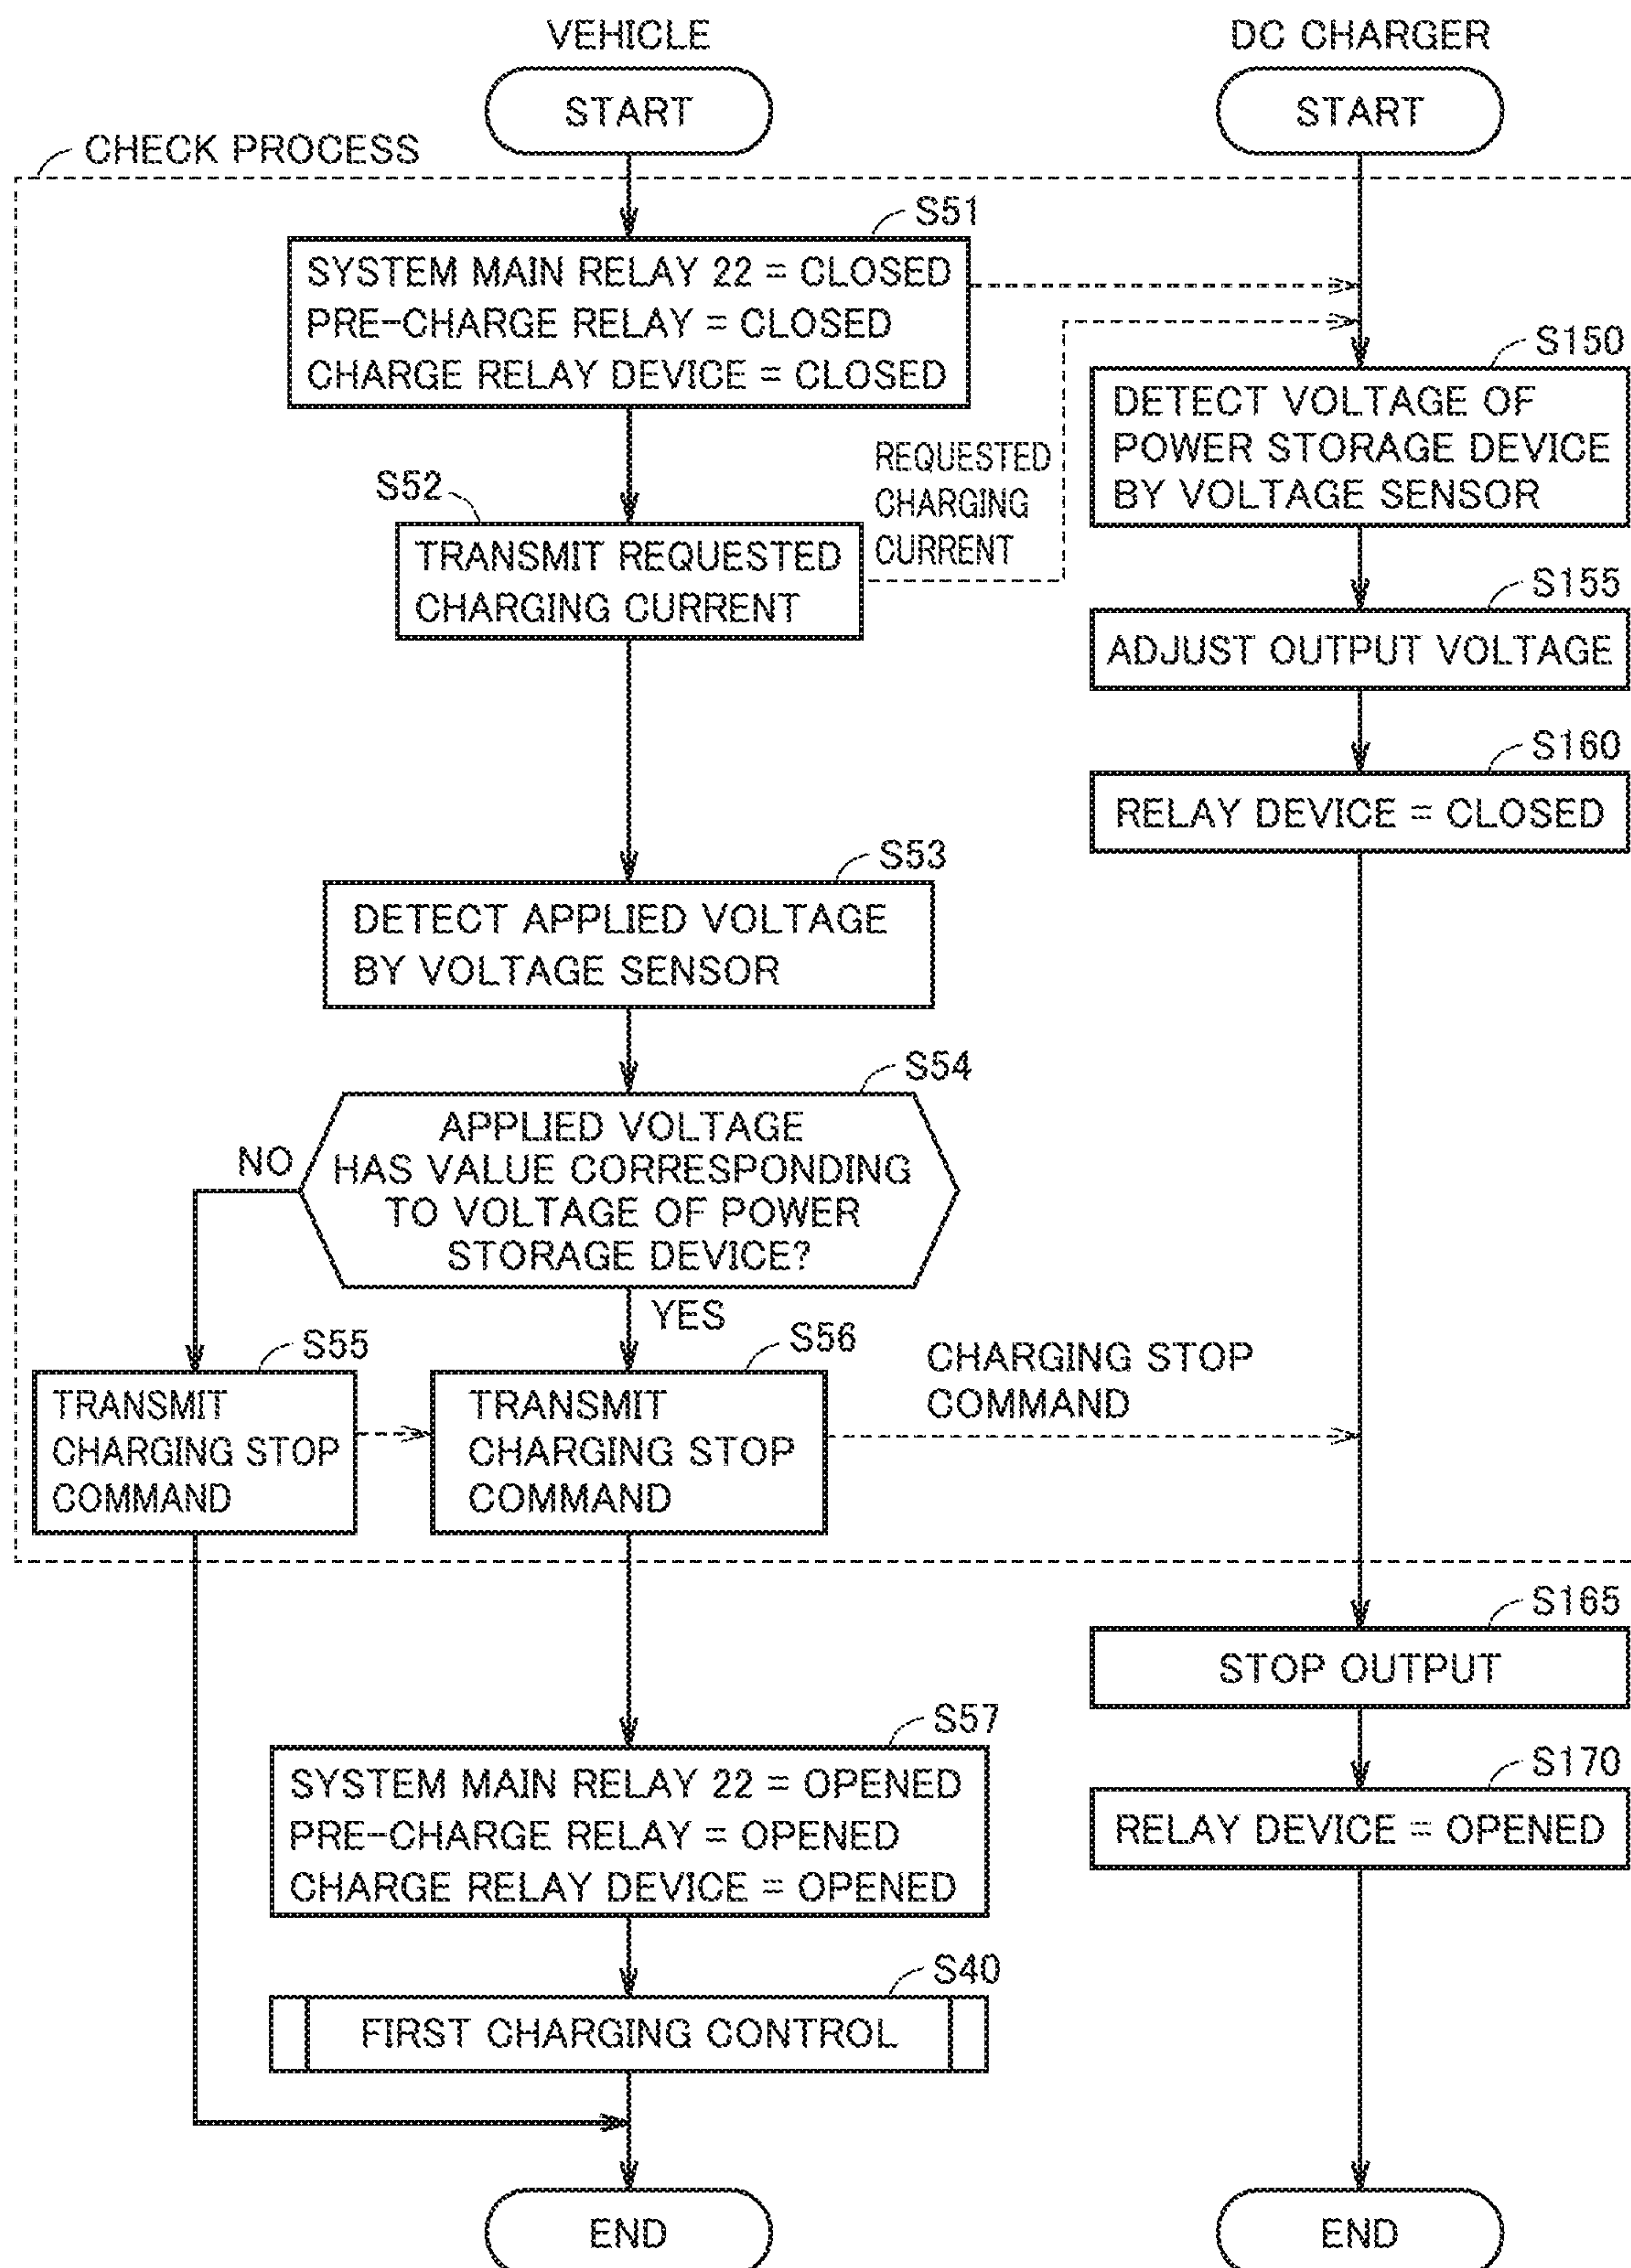 VEHICLE
DC CHARGER
START
START
CHECK PROCESS
S51
SYSTEM MAIN RELAY 22 = CLOSED
PRE-CHARGE RELAY = CLOSED
CHARGE RELAY DEVICE = CLOSED
S150
DETECT VOLTAGE OF
POWER STORAGE DEVICE
BY VOLTAGE SENSOR
REQUESTED
CHARGING
CURRENT
S52
TRANSMIT REQUESTED
CHARGING CURRENT
S155
ADJUST OUTPUT VOLTAGE
S160
RELAY DEVICE = CLOSED
S53
DETECT APPLIED VOLTAGE
BY VOLTAGE SENSOR
S54
APPLIED VOLTAGE
HAS VALUE CORRESPONDING
TO VOLTAGE OF POWER
STORAGE DEVICE?
NO
YES
S55
TRANSMIT
CHARGING STOP
COMMAND
S56
TRANSMIT
CHARGING STOP
COMMAND
CHARGING STOP
COMMAND
S165
STOP OUTPUT
S57
SYSTEM MAIN RELAY 22 = OPENED
PRE-CHARGE RELAY = OPENED
CHARGE RELAY DEVICE = OPENED
S170
RELAY DEVICE = OPENED
S40
FIRST CHARGING CONTROL
END
END